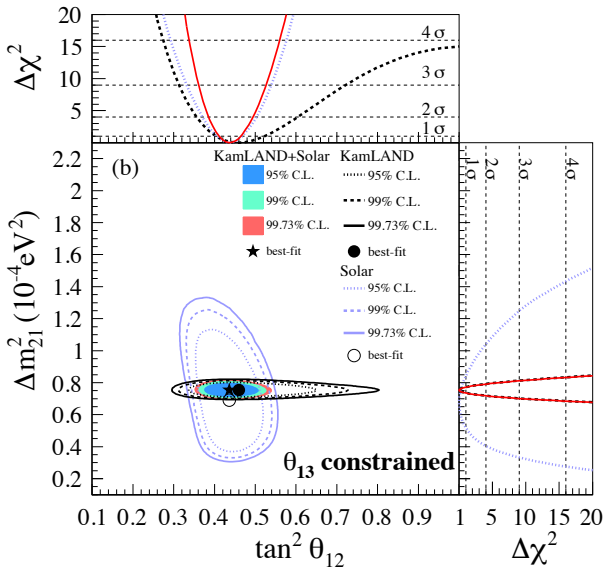 20
15
10
5
Δχ²
4 σ
3 σ
2 σ
1 σ
(b)
KamLAND+Solar
95% C.L.
99% C.L.
99.73% C.L.
best-fit
KamLAND
95% C.L.
99% C.L.
99.73% C.L.
best-fit
Solar
95% C.L.
99% C.L.
99.73% C.L.
best-fit
θ₁₃ constrained
2.2
2
1.8
1.6
1.4
1.2
1
0.8
0.6
0.4
0.2
Δm²₂₁ (10⁻⁴eV²)
0.1 0.2 0.3 0.4 0.5 0.6 0.7 0.8 0.9
tan² θ₁₂
1σ
2σ
3σ
4σ
1 5 10 15 20
Δχ²